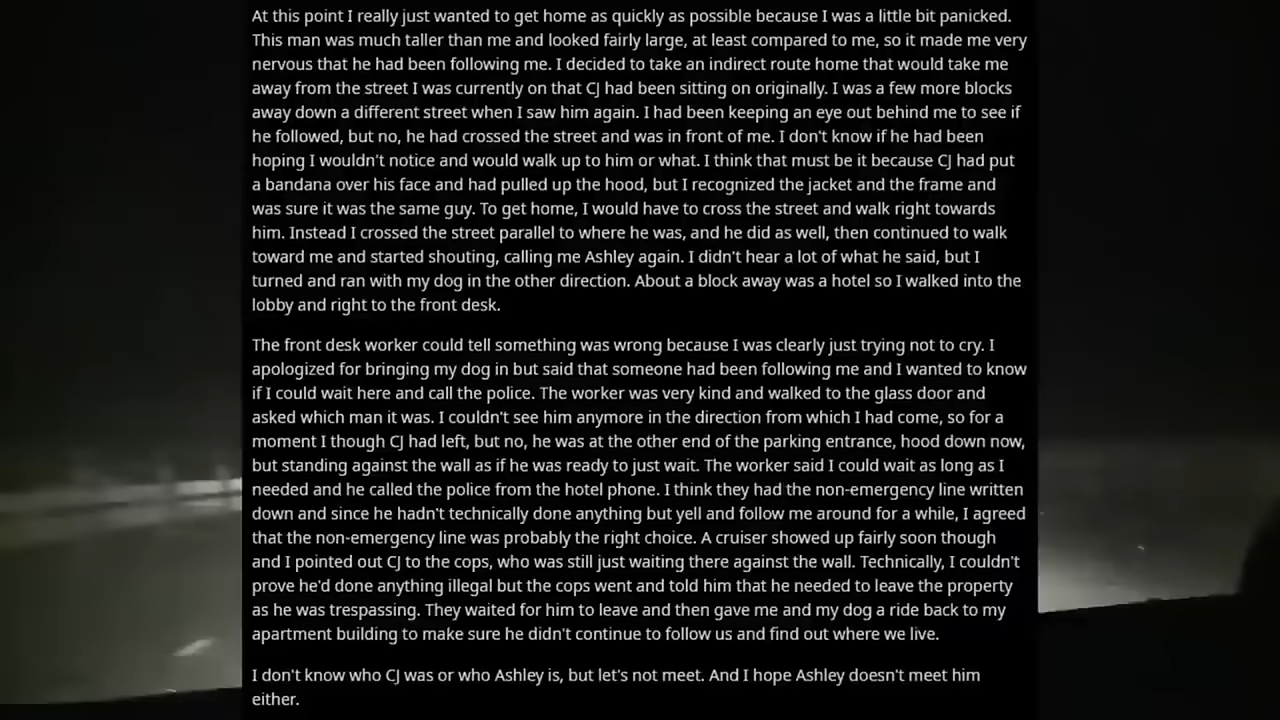 At this point I really just wanted to get home as quickly as possible because I was a little bit panicked.
This man was much taller than me and looked fairly large, at least compared to me, so it made me very
nervous that he had been following me. I decided to take an indirect route home that would take me
away from the street I was currently on that CJ had been sitting on originally. I was a few more blocks
away down a different street when I saw him again. I had been keeping an eye out behind me to see if
he followed, but no, he had crossed the street and was in front of me. I don't know if he had been
hoping I wouldn't notice and would walk up to him or what. I think that must be it because CJ had put
a bandana over his face and had pulled up the hood, but I recognized the jacket and the frame and
was sure it was the same guy. To get home, I would have to cross the street and walk right towards
him. Instead I crossed the street parallel to where he was, and he did as well, then continued to walk
toward me and started shouting, calling me Ashley again. I didn't hear a lot of what he said, but I
turned and ran with my dog in the other direction. About a block away was a hotel so I walked into the
lobby and right to the front desk.
The front desk worker could tell something was wrong because I was clearly just trying not to cry. I
apologized for bringing my dog in but said that someone had been following me and I wanted to know
if I could wait here and call the police. The worker was very kind and walked to the glass door and
asked which man it was. I couldn't see him anymore in the direction from which I had come, so for a
moment I though CJ had left, but no, he was at the other end of the parking entrance, hood down now,
but standing against the wall as if he was ready to just wait. The worker said I could wait as long as I
needed and he called the police from the hotel phone. I think they had the non-emergency line written
down and since he hadn't technically done anything but yell and follow me around for a while, I agreed
that the non-emergency line was probably the right choice. A cruiser showed up fairly soon though
and I pointed out CJ to the cops, who was still just waiting there against the wall. Technically, I couldn't
prove he'd done anything illegal but the cops went and told him that he needed to leave the property
as he was trespassing. They waited for him to leave and then gave me and my dog a ride back to my
apartment building to make sure he didn't continue to follow us and find out where we live.
I don't know who CJ was or who Ashley is, but let's not meet. And I hope Ashley doesn't meet him
either.